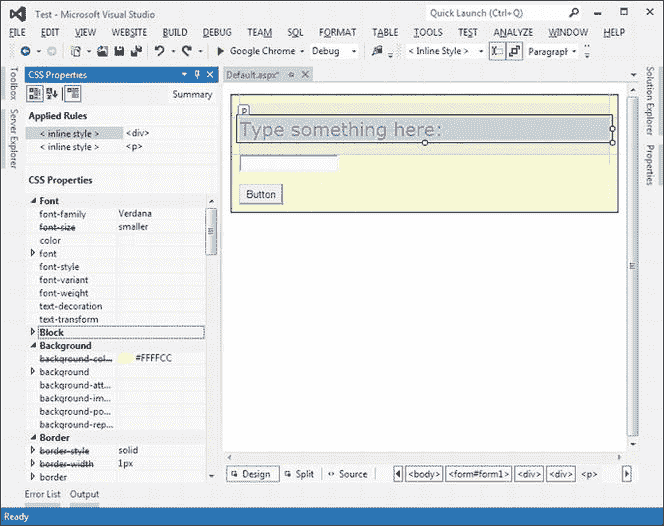 Test - Microsoft Visual Studio
Quick Launch (Ctrl+Q)
FILE EDIT VIEW WEBSITE BUILD DEBUG TEAM SQL FORMAT TABLE TOOLS TEST ANALYZE WINDOW HELP
Google Chrome Debug < Inline Style > Paragraph
Toolbox
Server Explorer
CSS Properties
Summary
Applied Rules
< inline style > <div>
< inline style > <p>
CSS Properties
Font
font-family Verdana
font-size smaller
color
font
font-style
font-variant
font-weight
text-decoration
text-transform
Block
Background
background-col... #FFFFCC
background
background-att...
background-im...
background-po...
background-rep...
Border
border-style solid
border-width 1px
border
Default.aspx*
p
Type something here:
Button
Solution Explorer
Properties
Design Split Source <body> <form#form1> <div> <div> <p>
Error List Output
Ready